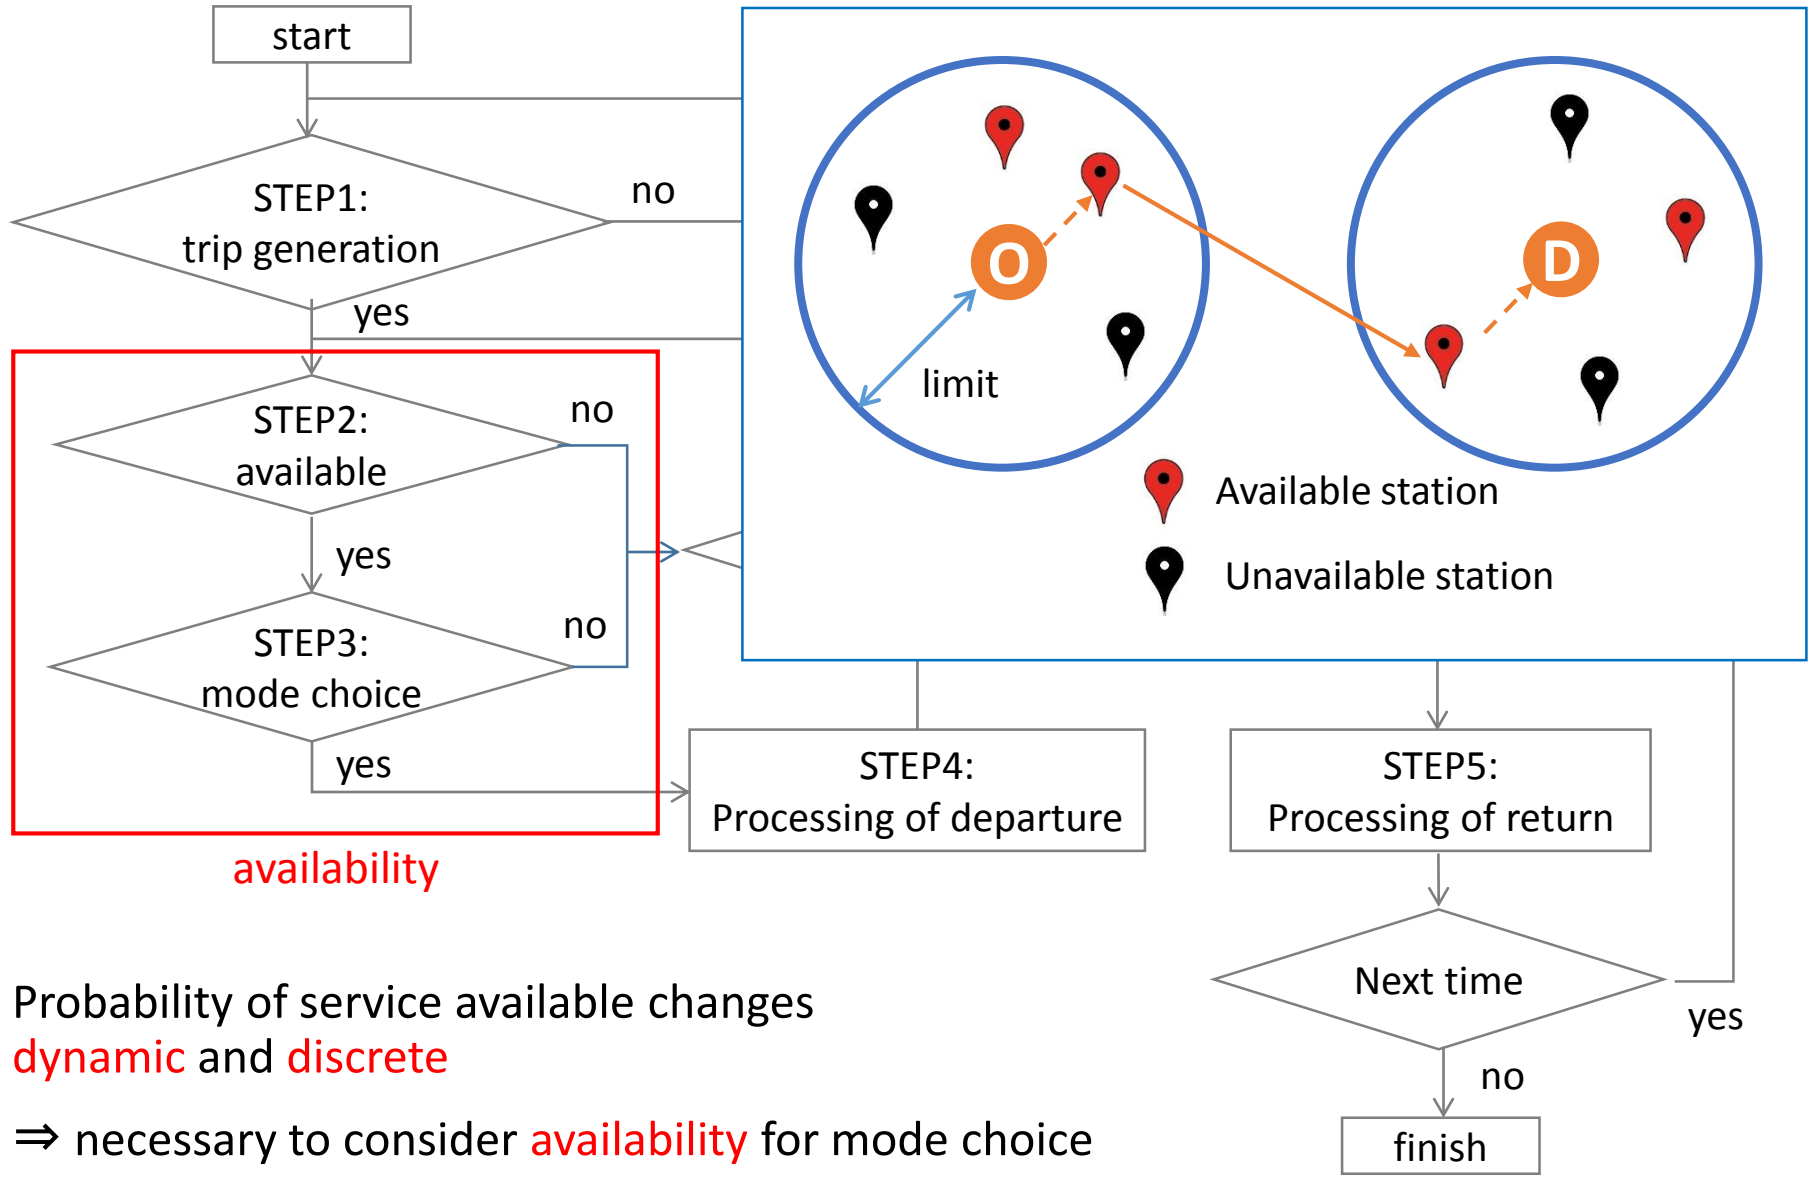 start
STEP1:
trip generation
no
yes
STEP2:
available
no
yes
STEP3:
mode choice
no
yes
availability
O
D
limit
Available station
Unavailable station
STEP4:
Processing of departure
STEP5:
Processing of return
Next time
yes
no
finish
Probability of service available changes
dynamic and discrete
⇒ necessary to consider availability for mode choice